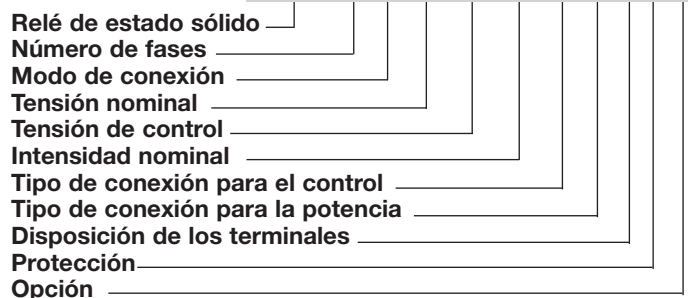 Relé de estado sólido
Número de fases
Modo de conexión
Tensión nominal
Tensión de control
Intensidad nominal
Tipo de conexión para el control
Tipo de conexión para la potencia
Disposición de los terminales
Protección
Opción